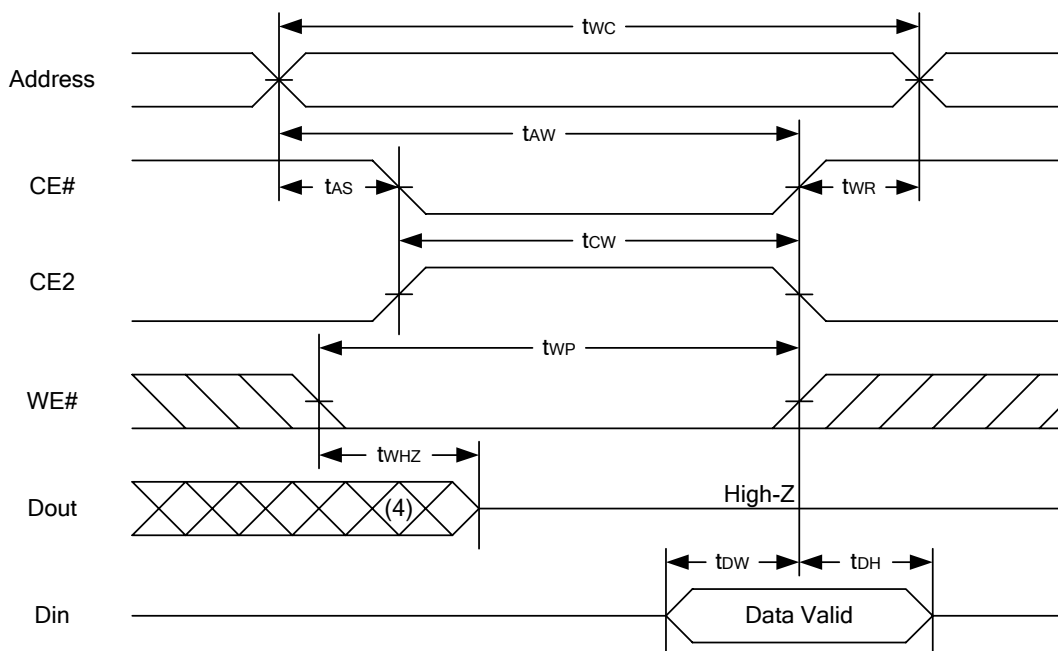 tWC
Address
tAW
CE#
tAS
tWR
tCW
CE2
tWP
WE#
tWHZ
Dout
(4)
High-Z
tDW
tDH
Din
Data Valid